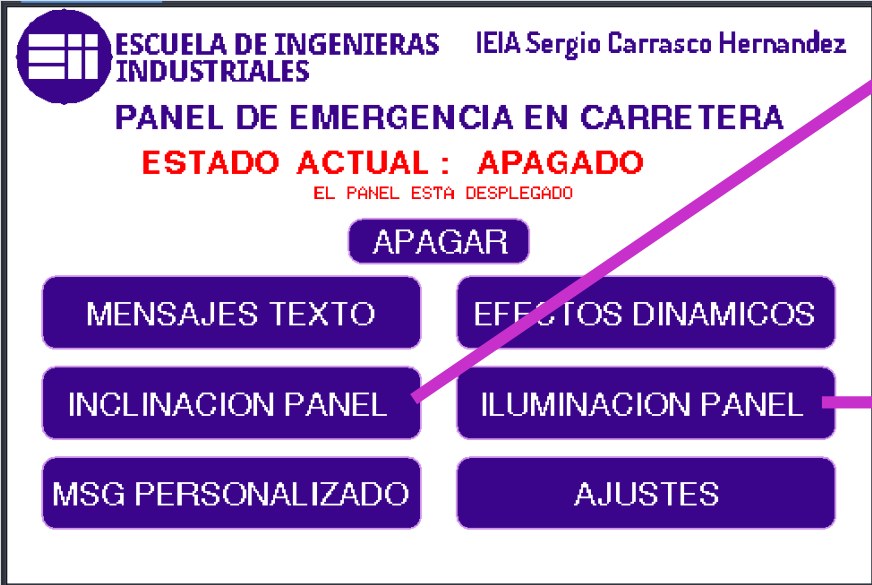 ESCUELA DE INGENIERAS
INDUSTRIALES
IEIA Sergio Carrasco Hernandez
PANEL DE EMERGENCIA EN CARRETERA
ESTADO ACTUAL : APAGADO
EL PANEL ESTA DESPLEGADO
APAGAR
MENSAJES TEXTO
EFECTOS DINAMICOS
INCLINACION PANEL
ILUMINACION PANEL
MSG PERSONALIZADO
AJUSTES